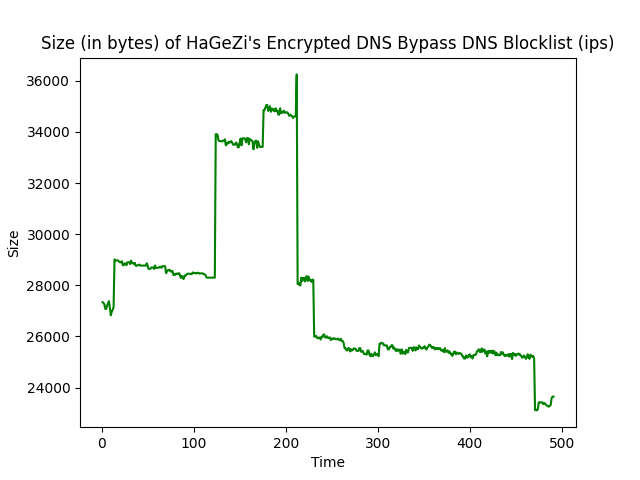 Size (in bytes) of HaGeZi's Encrypted DNS Bypass DNS Blocklist (ips)
36000
34000
32000
30000
28000
26000
24000
Size
0 100 200 300 400 500
Time